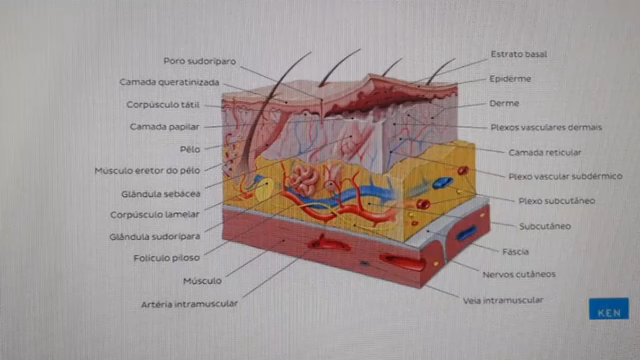 Poro sudoríparo
Camada queratinizada
Corpúsculo tátil
Camada papilar
Pêlo
Músculo eretor do pêlo
Glândula sebácea
Corpúsculo lamelar
Glândula sudorípara
Folículo piloso
Músculo
Artéria intramuscular
Estrato basal
Epiderme
Derme
Plexos vasculares dermais
Camada reticular
Plexo vascular subdérmico
Plexo subcutâneo
Subcutâneo
Fáscia
Nervos cutâneos
Veia intramuscular
KEN